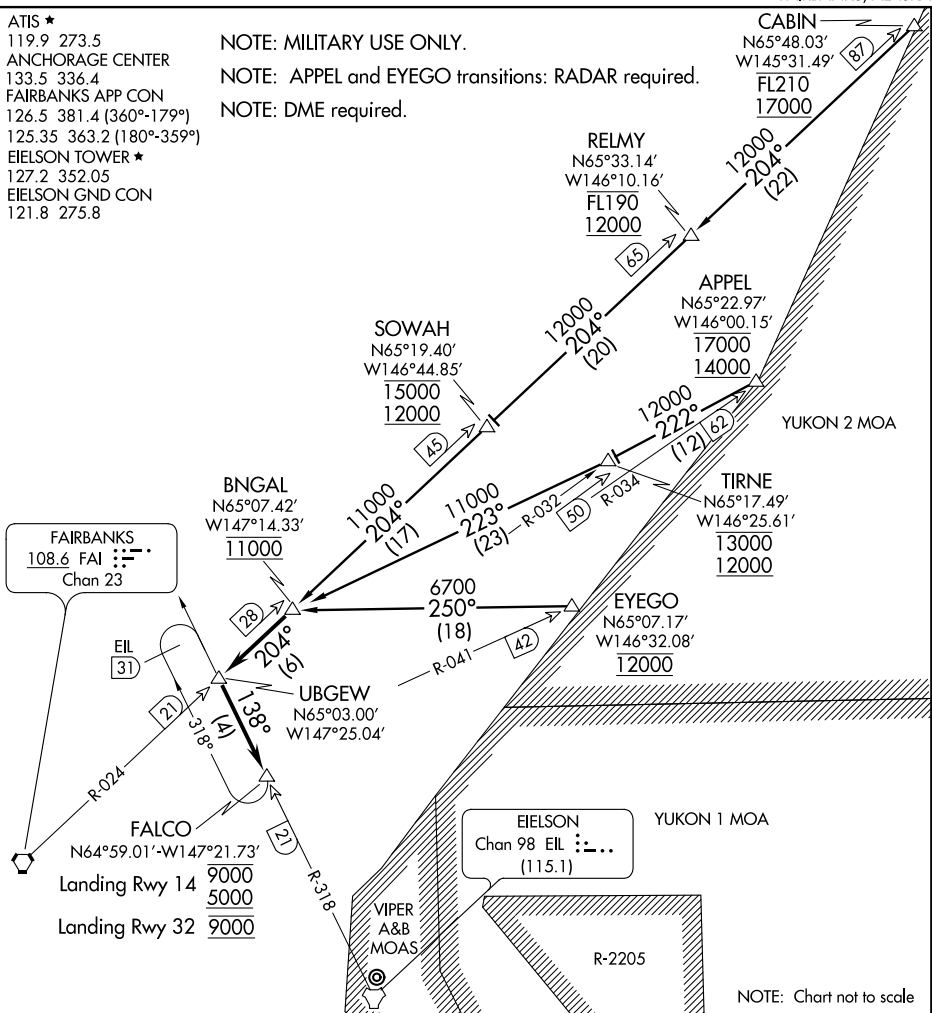 ATIS ★
119.9 273.5
ANCHORAGE CENTER
133.5 336.4
FAIRBANKS APP CON
126.5 381.4 (360°-179°)
125.35 363.2 (180°-359°)
EIELSON TOWER ★
127.2 352.05
EIELSON GND CON
121.8 275.8
NOTE: MILITARY USE ONLY.
NOTE: APPEL and EYEGO transitions: RADAR required.
NOTE: DME required.
CABIN
N65°48.03′
W145°31.49′
FL210
17000
87
12000
204°
(22)
RELMY
N65°33.14′
W146°10.16′
FL190
12000
65
12000
204°
(20)
APPEL
N65°22.97′
W146°00.15′
17000
14000
SOWAH
N65°19.40′
W146°44.85′
15000
12000
45
12000
222°
(12)
62
YUKON 2 MOA
11000
204°
(17)
11000
223°
(23)
R-032
50
R-034
TIRNE
N65°17.49′
W146°25.61′
13000
12000
BNGAL
N65°07.42′
W147°14.33′
11000
FAIRBANKS
108.6 FAI
Chan 23
6700
250°
(18)
R-041
42
EYEGO
N65°07.17′
W146°32.08′
12000
28
204°
(6)
EIL
31
UBGEW
N65°03.00′
W147°25.04′
21
R-024
318°
138°
(4)
FALCO
N64°59.01′-W147°21.73′
Landing Rwy 14 9000
5000
Landing Rwy 32 9000
21
R-318
EIELSON
Chan 98 EIL
(115.1)
YUKON 1 MOA
VIPER
A&B
MOAS
R-2205
NOTE: Chart not to scale